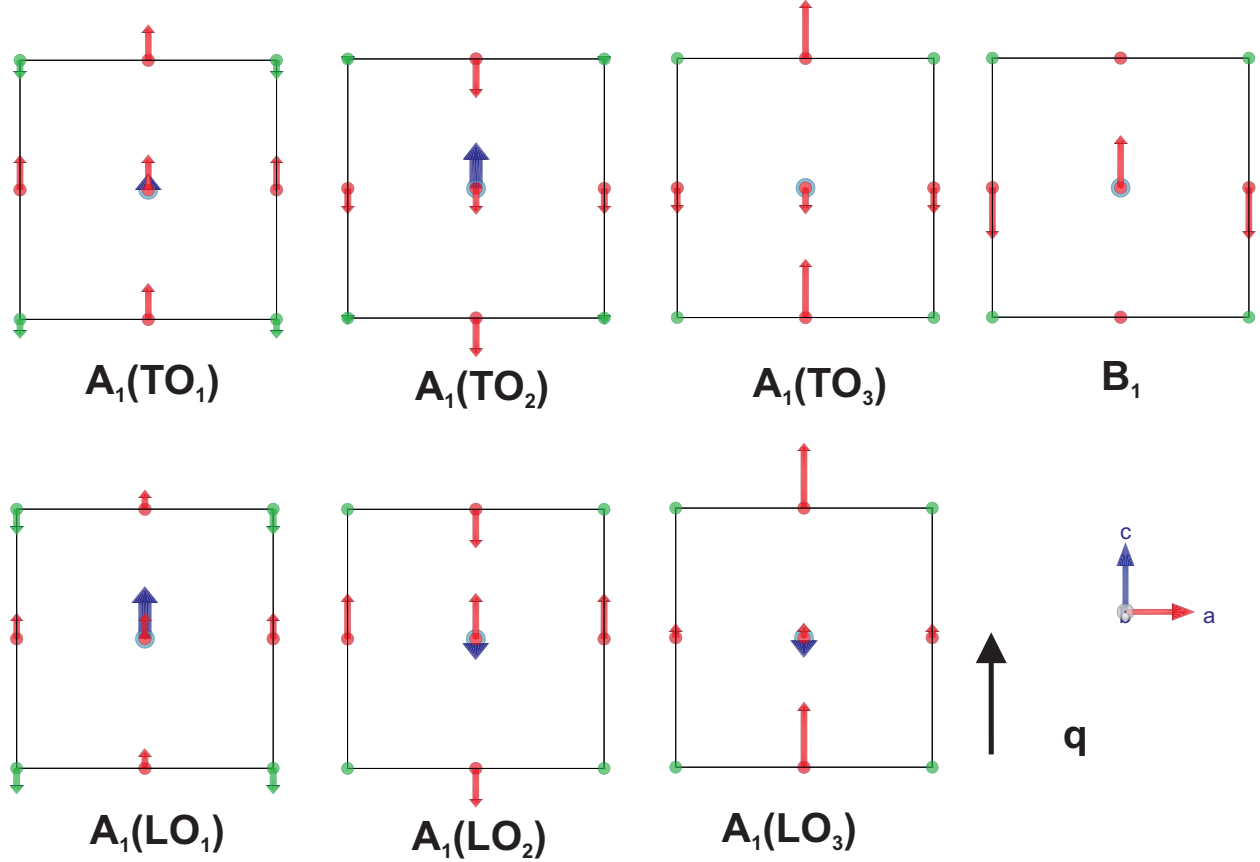 A₁(TO₁)
A₁(TO₂)
A₁(TO₃)
B₁
c
b
a
q
A₁(LO₁)
A₁(LO₂)
A₁(LO₃)